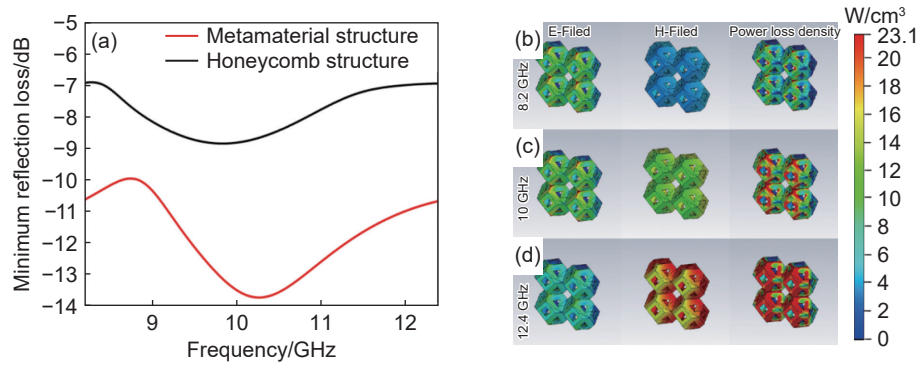 (a)
Metamaterial structure
Honeycomb structure
Minimum reflection loss/dB
−5
−6
−7
−8
−9
−10
−11
−12
−13
−14
9
10
11
12
Frequency/GHz
(b)
E-Filed
H-Filed
Power loss density
8.2 GHz
(c)
10 GHz
(d)
12.4 GHz
W/cm³
23.1
20
18
16
14
12
10
8
6
4
2
0